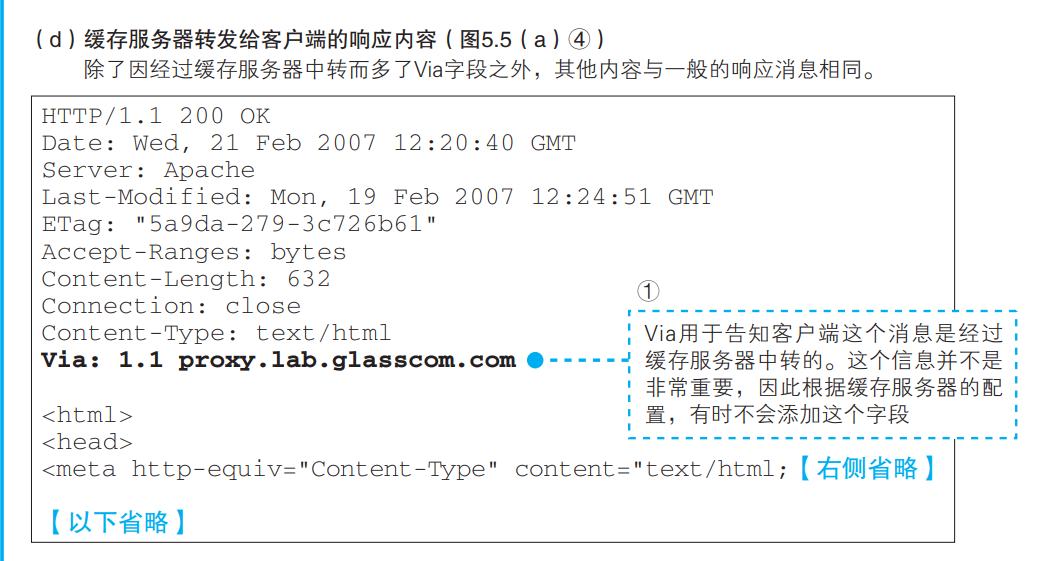 (d)缓存服务器转发给客户端的响应内容(图5.5(a)④)
除了因经过缓存服务器中转而多了Via字段之外，其他内容与一般的响应消息相同。
HTTP/1.1 200 OK
Date: Wed, 21 Feb 2007 12:20:40 GMT
Server: Apache
Last-Modified: Mon, 19 Feb 2007 12:24:51 GMT
ETag: "5a9da-279-3c726b61"
Accept-Ranges: bytes
Content-Length: 632
Connection: close
Content-Type: text/html
Via: 1.1 proxy.lab.glasscom.com
①
Via用于告知客户端这个消息是经过
缓存服务器中转的。这个信息并不是
非常重要，因此根据缓存服务器的配
置，有时不会添加这个字段
<html>
<head>
<meta http-equiv="Content-Type" content="text/html;【右侧省略】
【以下省略】